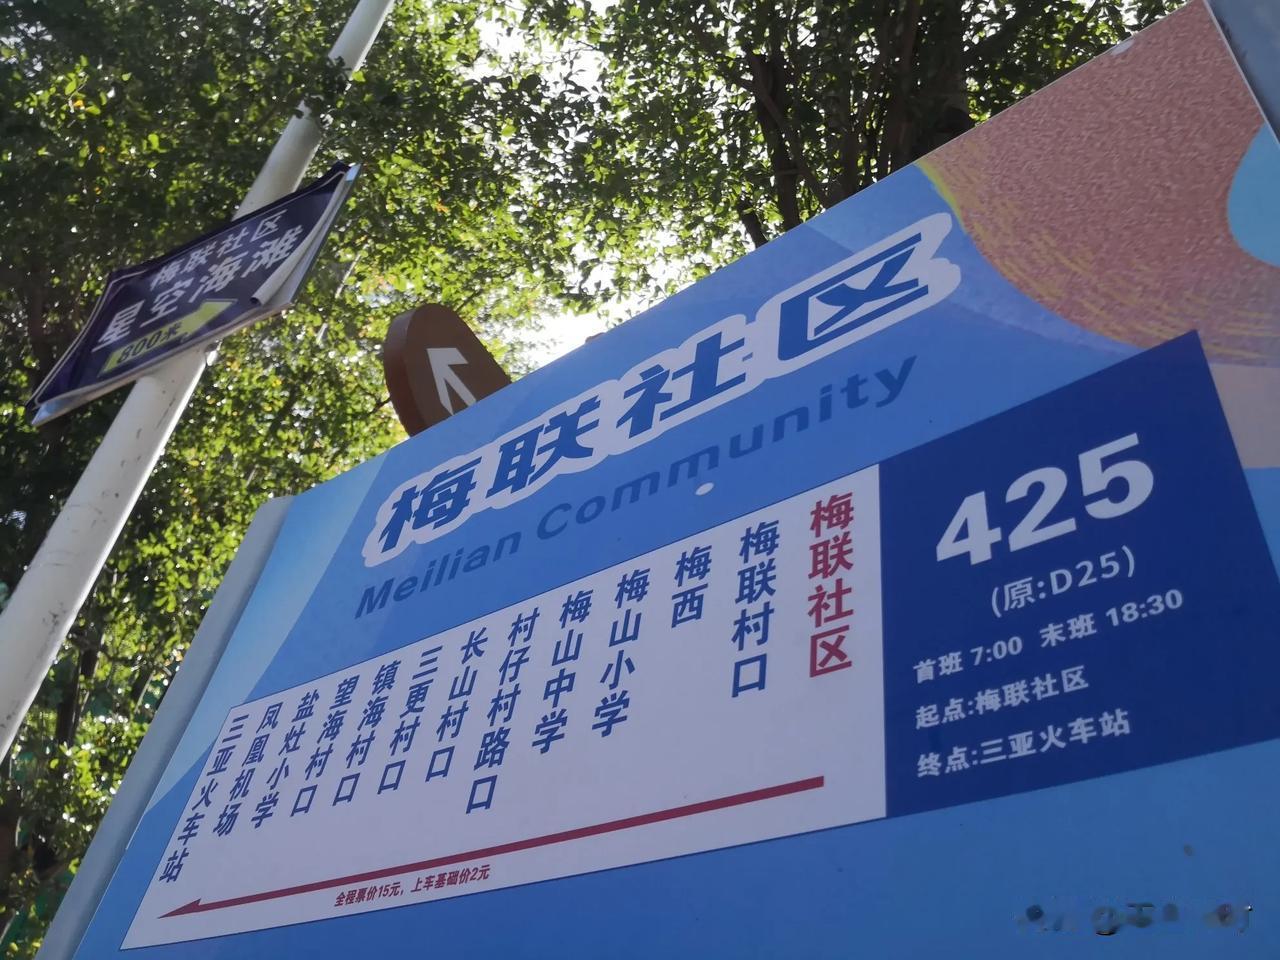 梅联社区
星空海滩
800米
梅联社区
Meilian Community
425
(原:D25)
首班 7:00 末班 18:30
起点:梅联社区
终点:三亚火车站
梅联社区
梅联村口
梅西
梅山小学
梅山中学
村仔村路口
长山村口
三更村口
镇海村口
望海村口
盐灶小学
凤凰机场
三亚火车站
全程票价15元，上车基础价2元